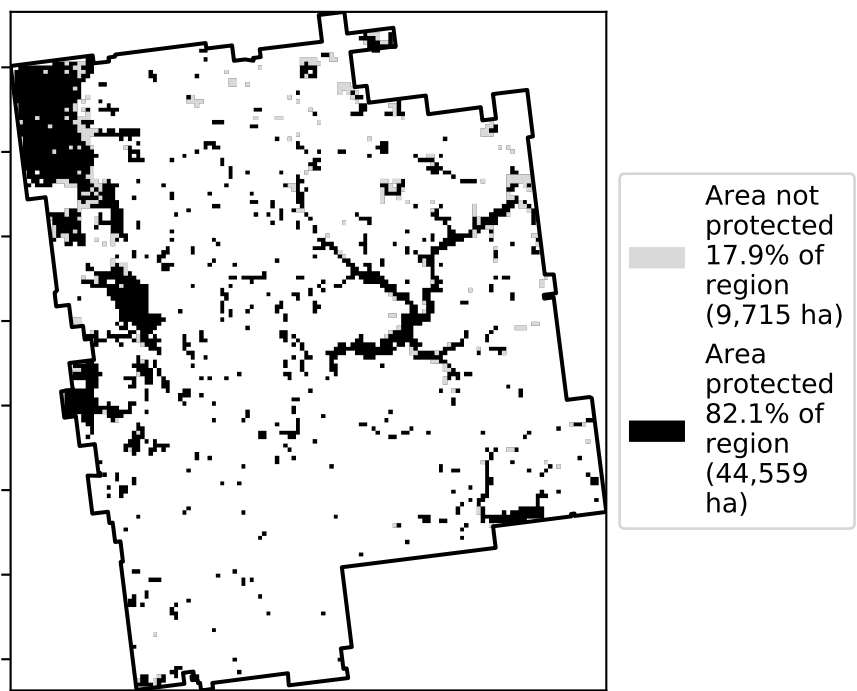 Area not
protected
17.9% of
region
(9,715 ha)
Area
protected
82.1% of
region
(44,559
ha)